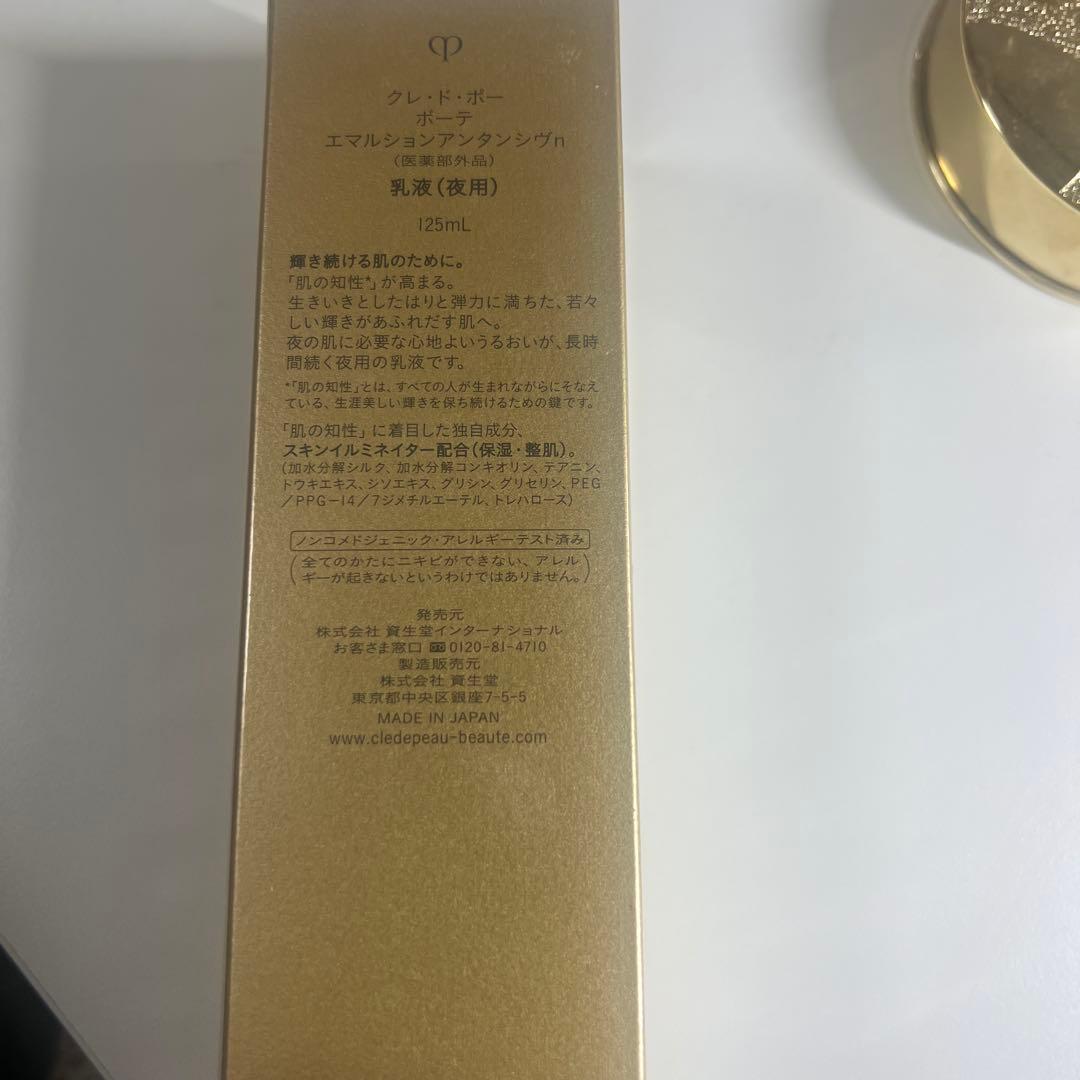 クレ・ド・ポー
ボーテ
エマルションアンタンシヴn
(医薬部外品)
乳液(夜用)
125mL
輝き続ける肌のために。
「肌の知性*」が高まる。
生きいきとしたはりと弾力に満ちた、若々
しい輝きがあふれだす肌へ。
夜の肌に必要な心地よいうるおいが、長時
間続く夜用の乳液です。
*「肌の知性」とは、すべての人が生まれながらにそなえ
ている、生涯美しい輝きを保ち続けるための鍵です。
「肌の知性」に着目した独自成分、
スキンイルミネイター配合(保湿・整肌)。
(加水分解シルク、加水分解コンキオリン、テアニン、
トウキエキス、シソエキス、グリシン、グリセリン、PEG
/PPG-14/7ジメチルエーテル、トレハロース)
ノンコメドジェニック・アレルギーテスト済み
(全てのかたにニキビができない、アレル
ギーが起きないというわけではありません。)
発売元
株式会社 資生堂インターナショナル
お客さま窓口 0120-81-4710
製造販売元
株式会社 資生堂
東京都中央区銀座7-5-5
MADE IN JAPAN
www.cledepeau-beaute.com